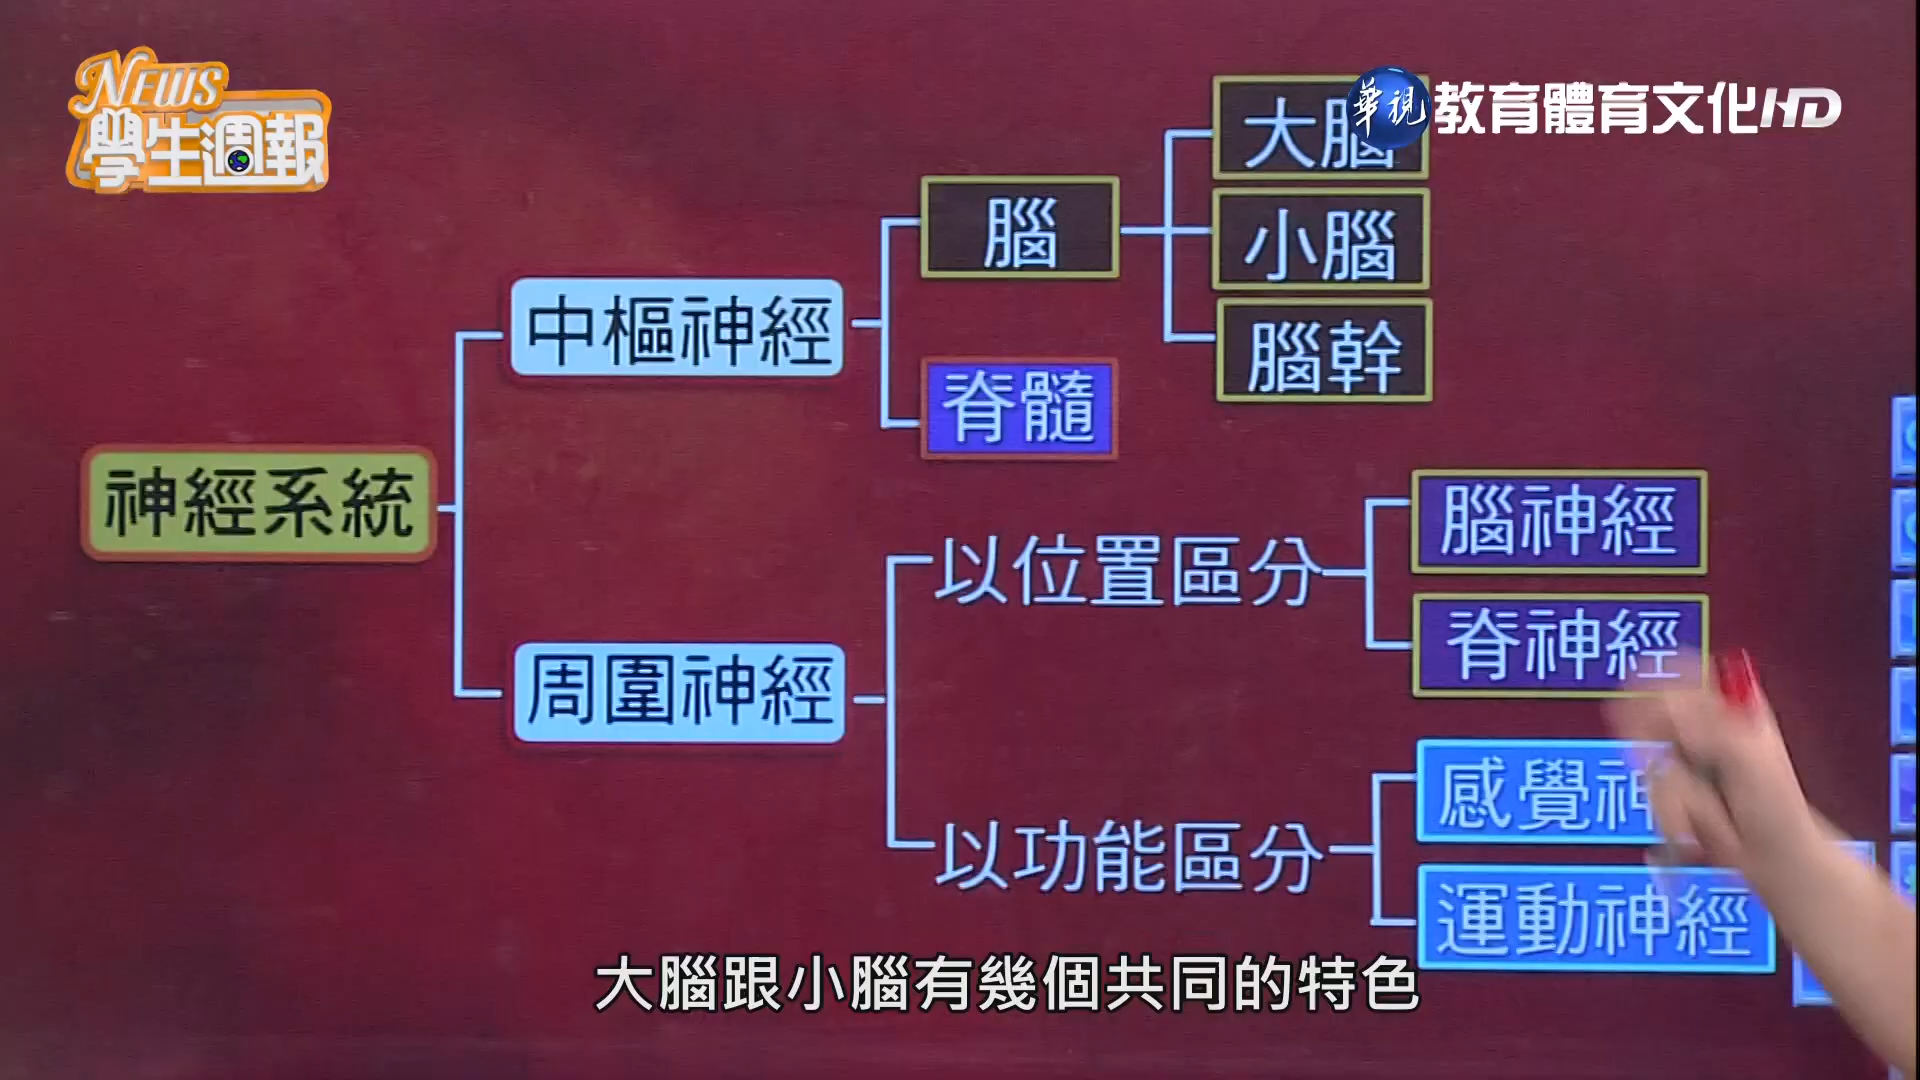 NEWS
學生週報
華視 教育體育文化HD
神經系統
中樞神經
腦
大腦
小腦
腦幹
脊髓
周圍神經
以位置區分
腦神經
脊神經
以功能區分
感覺神
運動神經
大腦跟小腦有幾個共同的特色